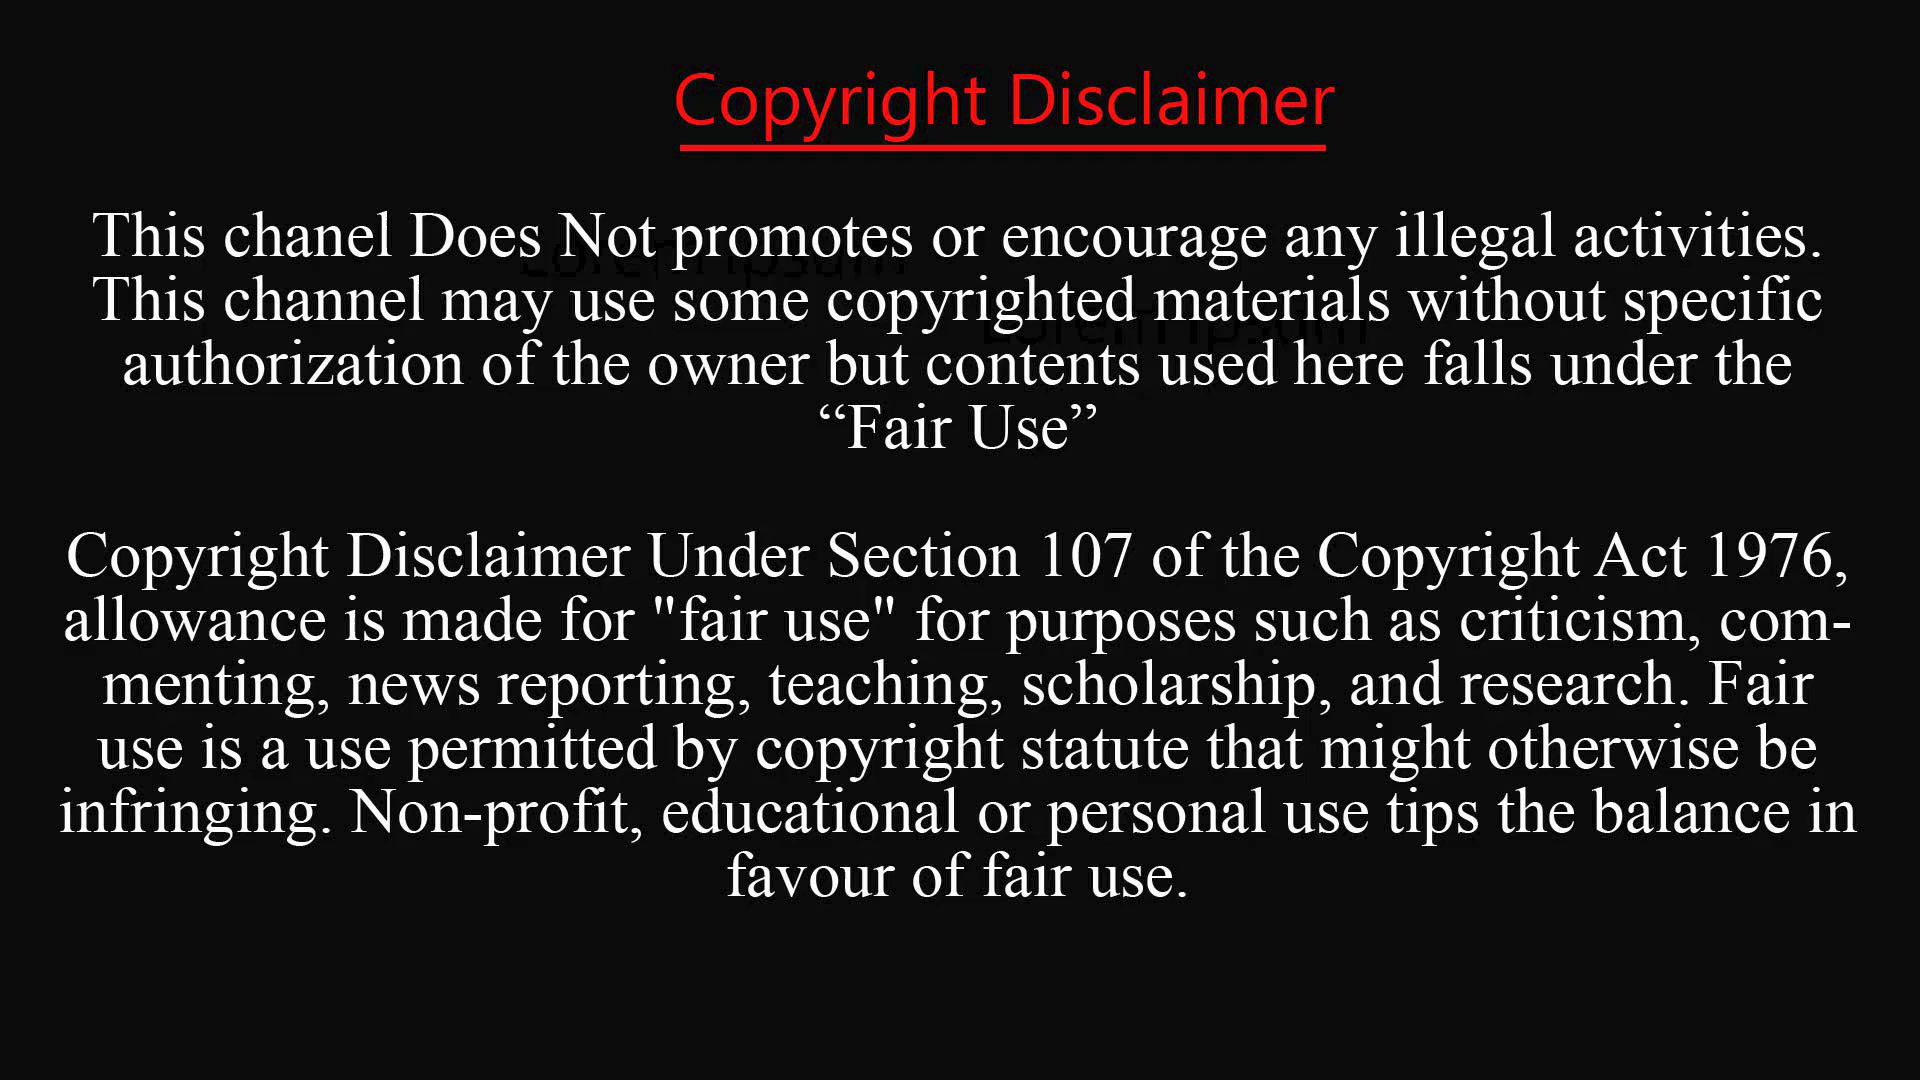 Copyright Disclaimer
This chanel Does Not promotes or encourage any illegal activities.
Lorem ipsum
This channel may use some copyrighted materials without specific
Lorem ipsum
authorization of the owner but contents used here falls under the
“Fair Use”
Copyright Disclaimer Under Section 107 of the Copyright Act 1976,
allowance is made for "fair use" for purposes such as criticism, com-
menting, news reporting, teaching, scholarship, and research. Fair
use is a use permitted by copyright statute that might otherwise be
infringing. Non-profit, educational or personal use tips the balance in
favour of fair use.